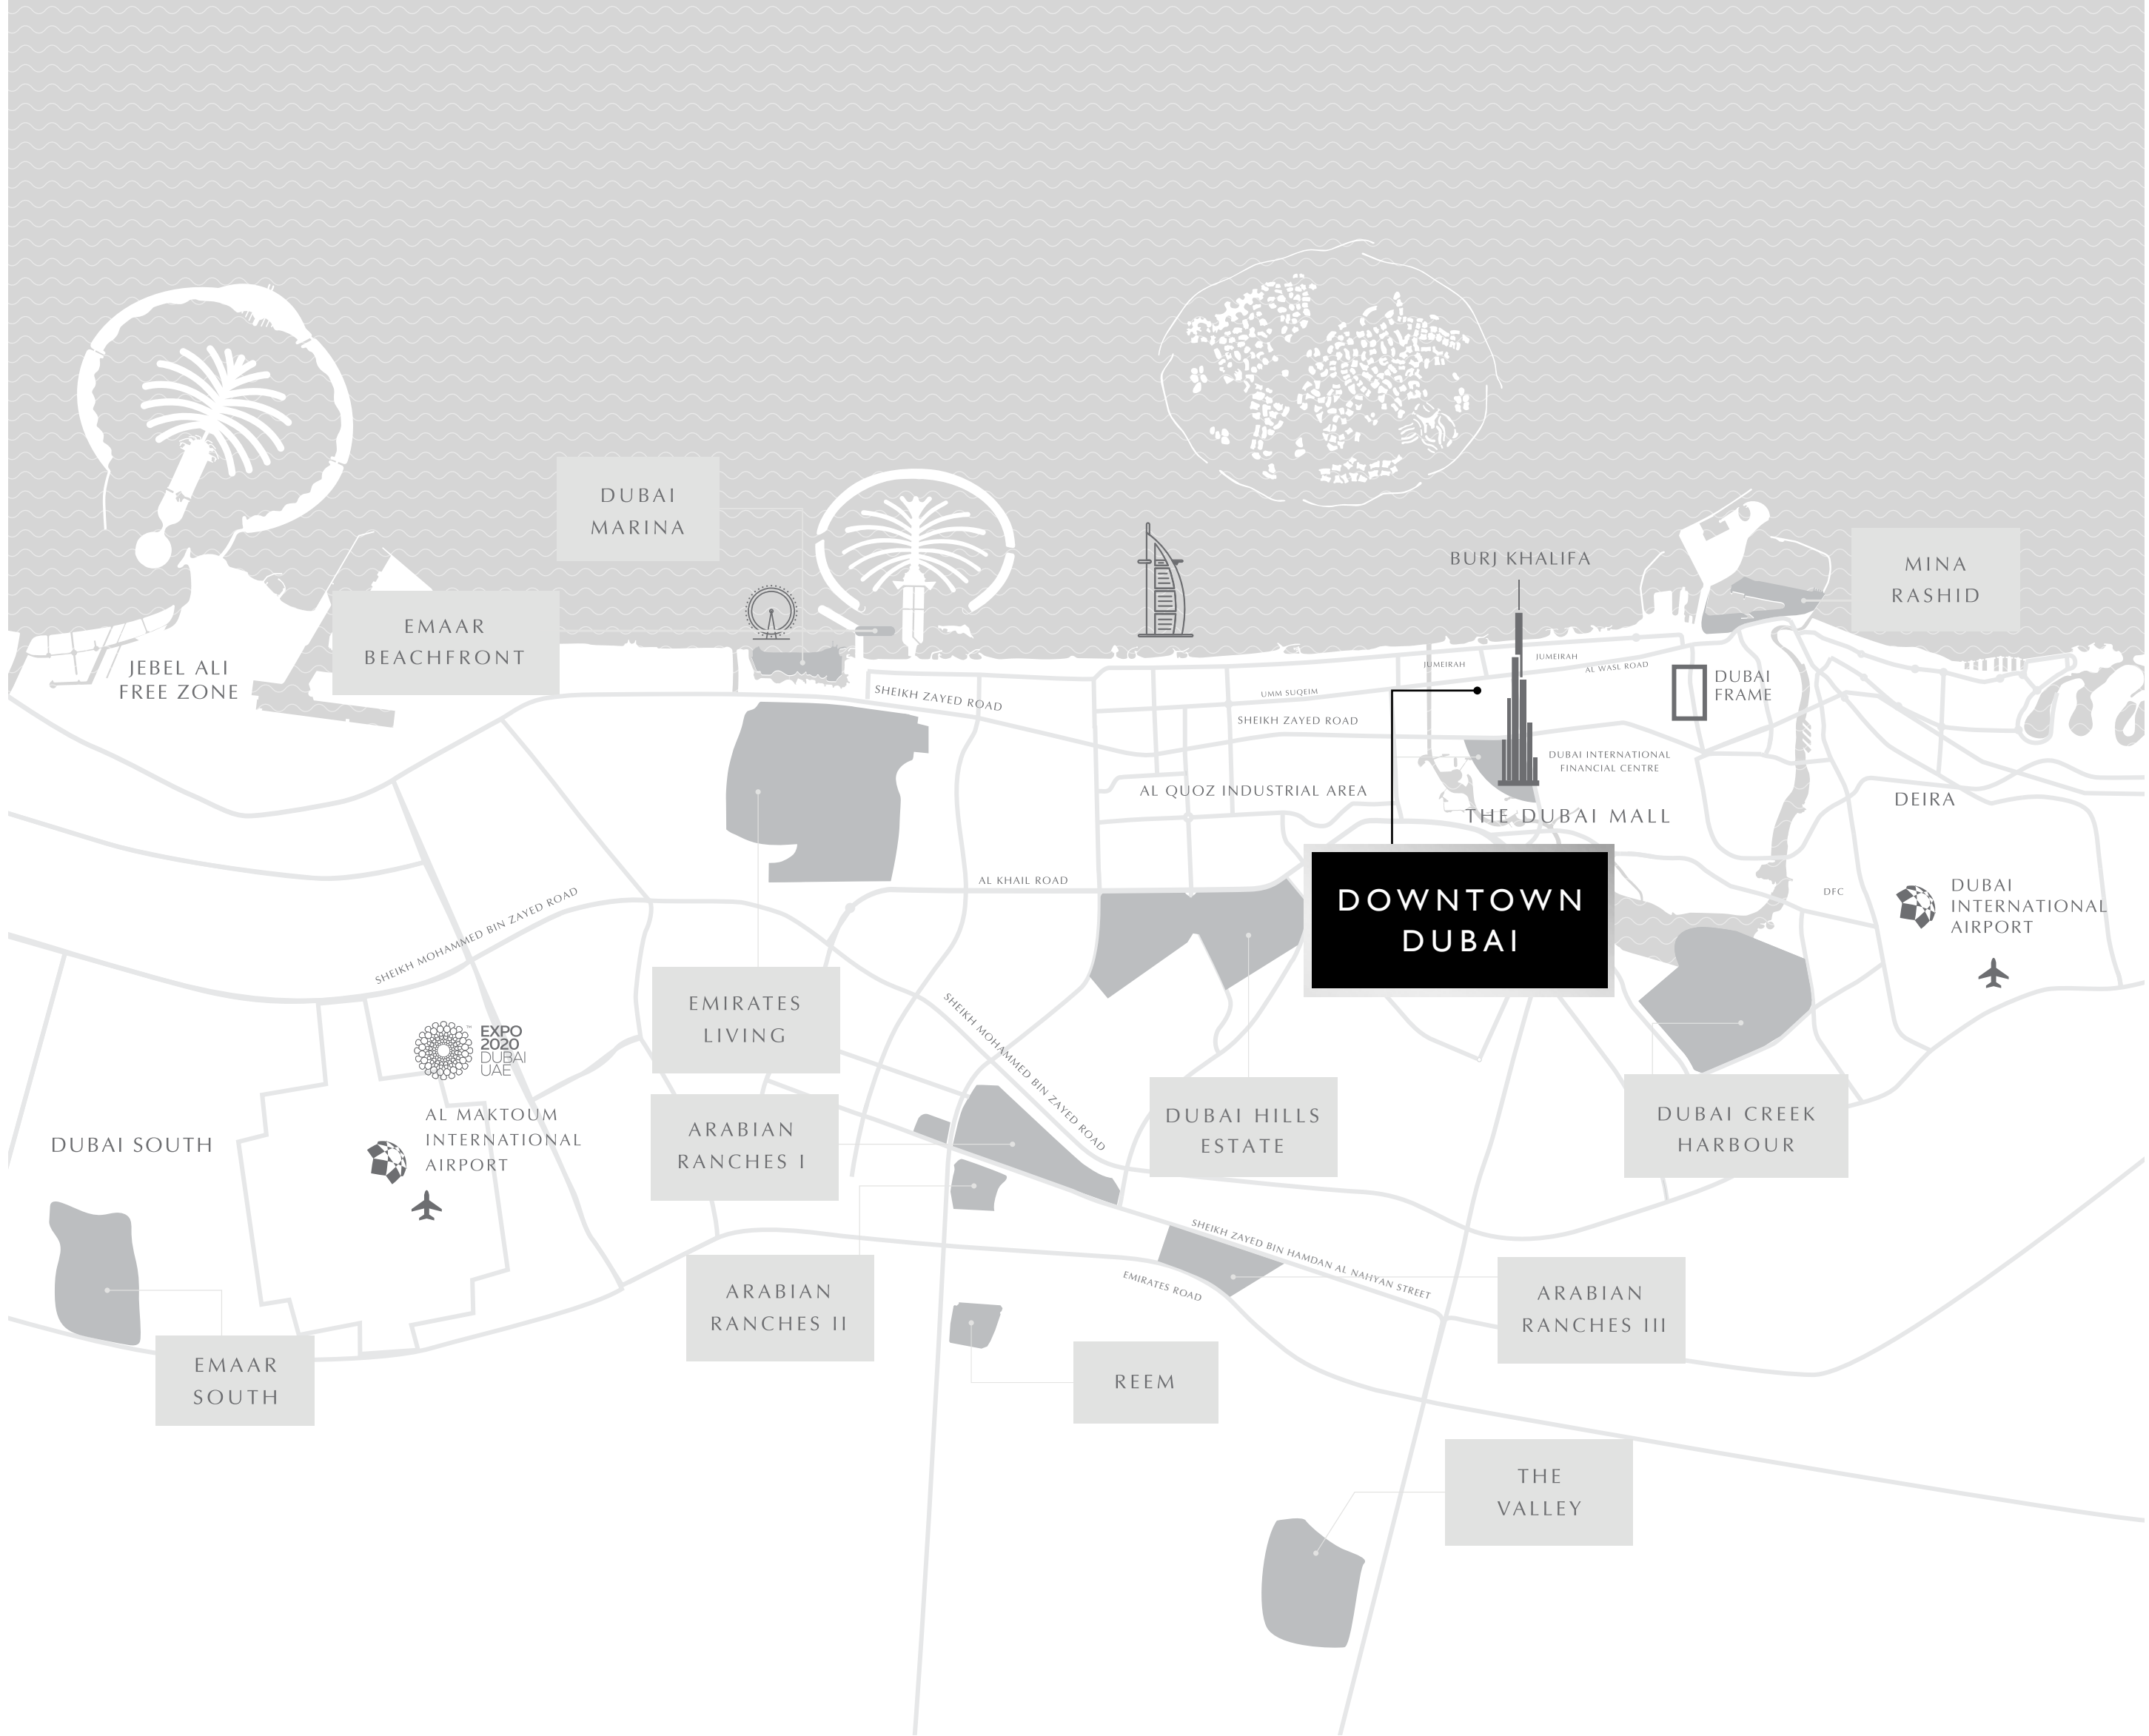 DUBAI
MARINA
BURJ KHALIFA
MINA
RASHID
EMAAR
BEACHFRONT
JEBEL ALI
FREE ZONE
JUMEIRAH
JUMEIRAH
AL WASL ROAD
DUBAI
FRAME
SHEIKH ZAYED ROAD
UMM SUQEIM
SHEIKH ZAYED ROAD
DUBAI INTERNATIONAL
FINANCIAL CENTRE
AL QUOZ INDUSTRIAL AREA
THE DUBAI MALL
DEIRA
AL KHAIL ROAD
DOWNTOWN
DUBAI
DFC
DUBAI
INTERNATIONAL
AIRPORT
SHEIKH MOHAMMED BIN ZAYED ROAD
EMIRATES
LIVING
SHEIKH MOHAMMED BIN ZAYED ROAD
EXPO
2020
DUBAI
UAE
TM
AL MAKTOUM
INTERNATIONAL
AIRPORT
DUBAI SOUTH
ARABIAN
RANCHES I
DUBAI HILLS
ESTATE
DUBAI CREEK
HARBOUR
SHEIKH ZAYED BIN HAMDAN AL NAHYAN STREET
EMIRATES ROAD
ARABIAN
RANCHES II
ARABIAN
RANCHES III
EMAAR
SOUTH
REEM
THE
VALLEY